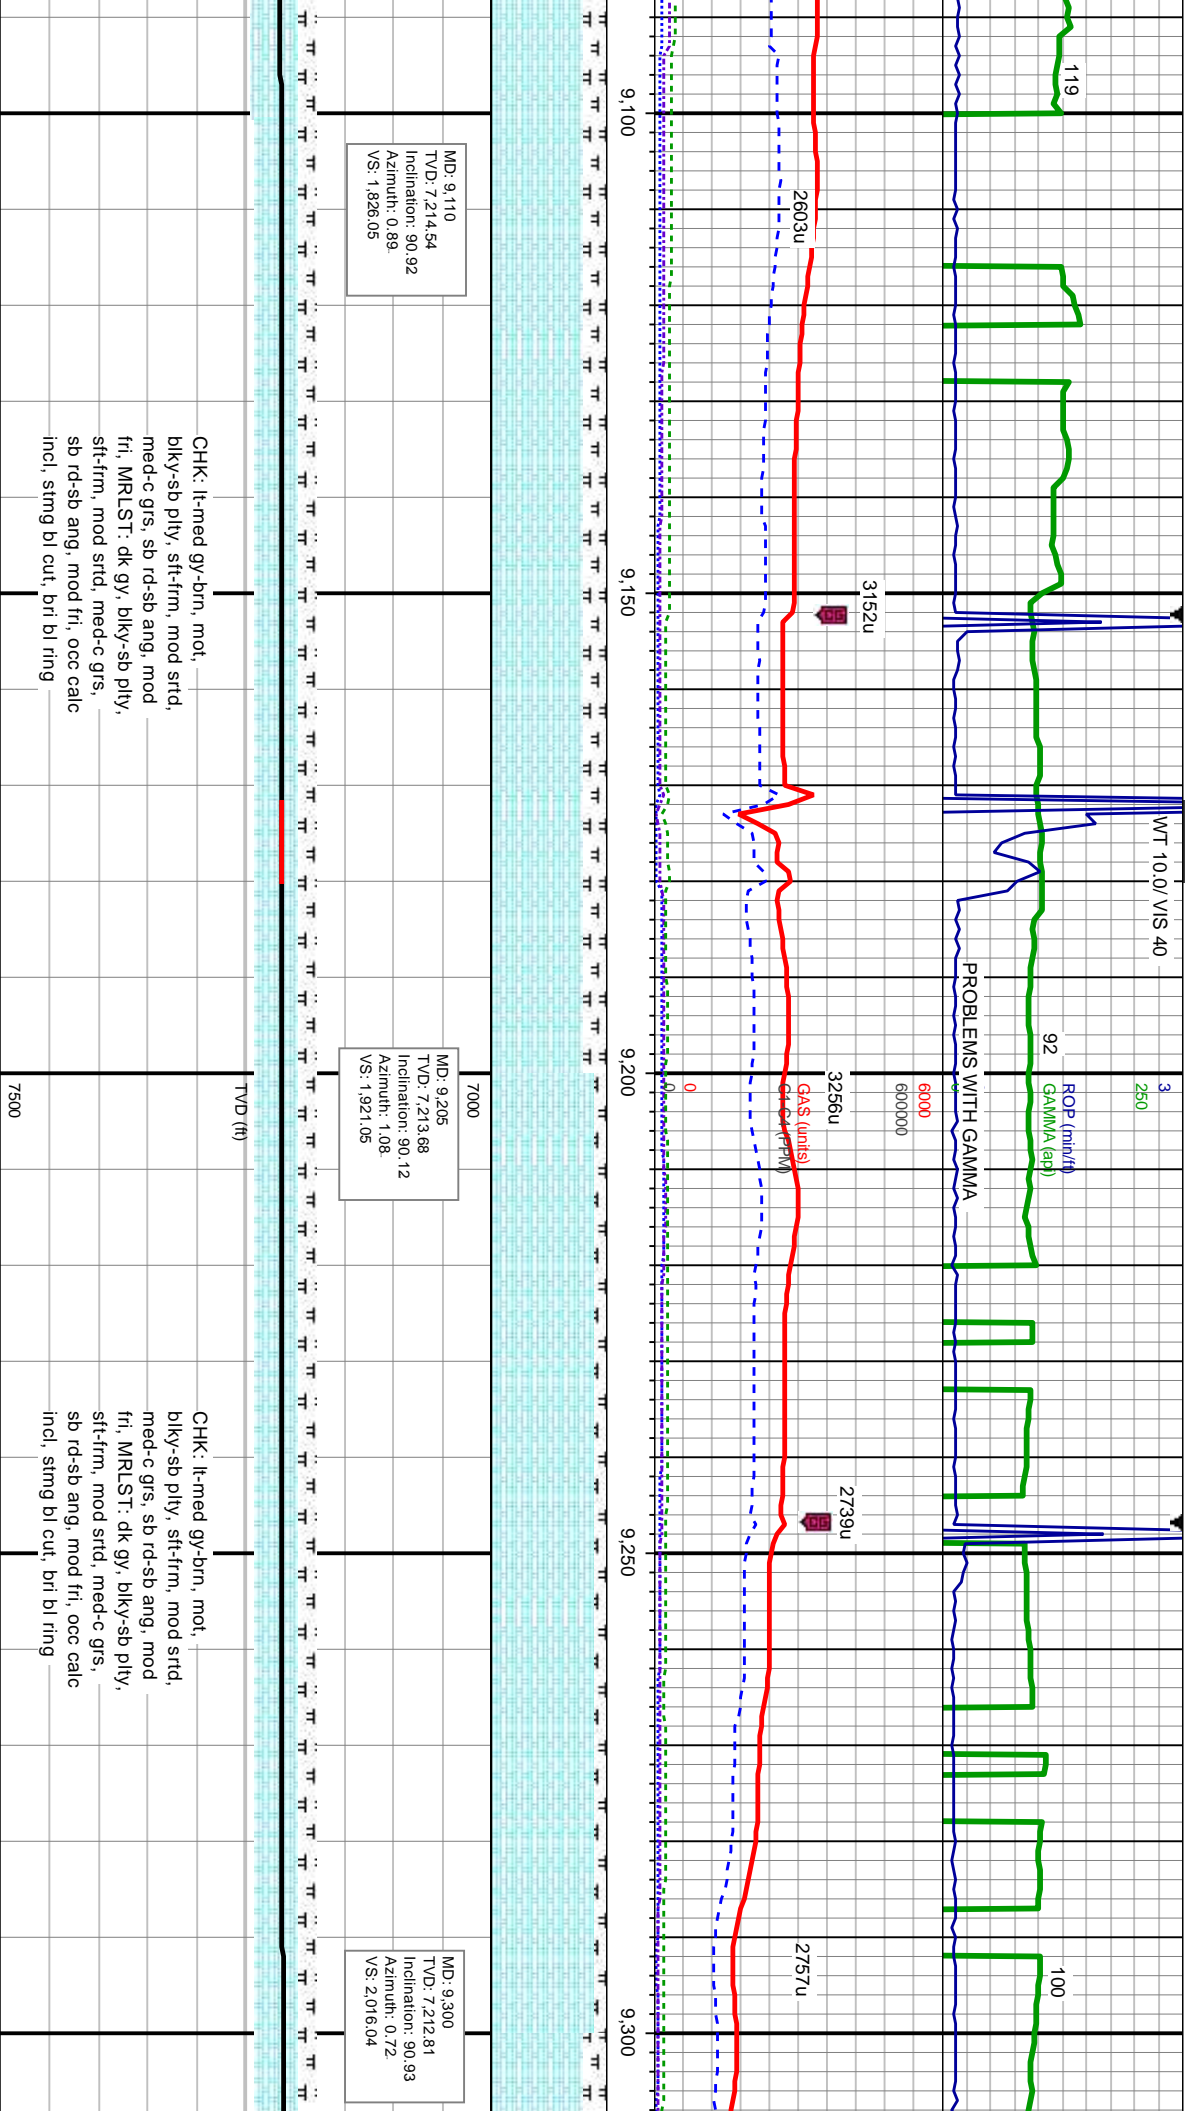 119
WT 10.0/ VIS 40
92
3
ROP (min/ft)
250
GAMMA (api)
0
PROBLEMS WITH GAMMA
100
2603u
3152u
3256u
6000
GAS (units)
0
600000
C1-C4 (PPM)
0
2739u
2757u
9,100
9,150
9,200
9,250
9,300
MD: 9,110
TVD: 7,214.54
Inclination: 90.92
Azimuth: 0.89
VS: 1,826.05
MD: 9,205
TVD: 7,213.68
Inclination: 90.12
Azimuth: 1.08
VS: 1,921.05
MD: 9,300
TVD: 7,212.81
Inclination: 90.93
Azimuth: 0.72
VS: 2,016.04
7000
TVD (ft)
7500
CHK: lt-med gy-brn, mot,
blky-sb plty, sft-frm, mod srtd,
med-c grs, sb rd-sb ang, mod
fri, MRLST: dk gy, blky-sb plty,
sft-frm, mod srtd, med-c grs,
sb rd-sb ang, mod fri, occ calc
incl, stmg bl cut, bri bl ring
CHK: lt-med gy-brn, mot,
blky-sb plty, sft-frm, mod srtd,
med-c grs, sb rd-sb ang, mod
fri, MRLST: dk gy, blky-sb plty,
sft-frm, mod srtd, med-c grs,
sb rd-sb ang, mod fri, occ calc
incl, stmg bl cut, bri bl ring